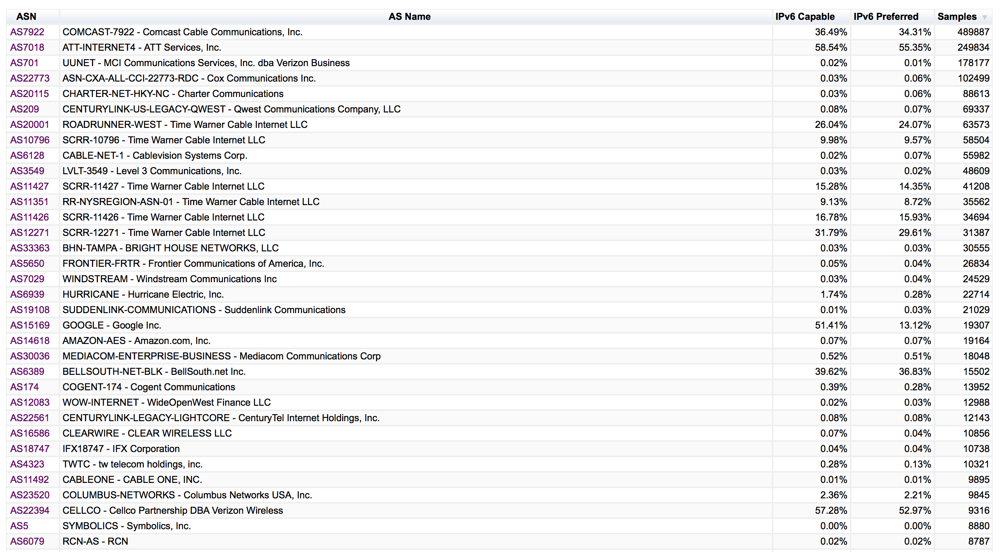 ASN AS Name IPv6 Capable IPv6 Preferred Samples ▼
AS7922 COMCAST-7922 - Comcast Cable Communications, Inc. 36.49% 34.31% 489887
AS7018 ATT-INTERNET4 - ATT Services, Inc. 58.54% 55.35% 249834
AS701 UUNET - MCI Communications Services, Inc. dba Verizon Business 0.02% 0.01% 178177
AS22773 ASN-CXA-ALL-CCI-22773-RDC - Cox Communications Inc. 0.03% 0.06% 102499
AS20115 CHARTER-NET-HKY-NC - Charter Communications 0.03% 0.06% 88613
AS209 CENTURYLINK-US-LEGACY-QWEST - Qwest Communications Company, LLC 0.08% 0.07% 69337
AS20001 ROADRUNNER-WEST - Time Warner Cable Internet LLC 26.04% 24.07% 63573
AS10796 SCRR-10796 - Time Warner Cable Internet LLC 9.98% 9.57% 58504
AS6128 CABLE-NET-1 - Cablevision Systems Corp. 0.02% 0.07% 55982
AS3549 LVLT-3549 - Level 3 Communications, Inc. 0.03% 0.02% 48609
AS11427 SCRR-11427 - Time Warner Cable Internet LLC 15.28% 14.35% 41208
AS11351 RR-NYSREGION-ASN-01 - Time Warner Cable Internet LLC 9.13% 8.72% 35562
AS11426 SCRR-11426 - Time Warner Cable Internet LLC 16.78% 15.93% 34694
AS12271 SCRR-12271 - Time Warner Cable Internet LLC 31.79% 29.61% 31387
AS33363 BHN-TAMPA - BRIGHT HOUSE NETWORKS, LLC 0.03% 0.03% 30555
AS5650 FRONTIER-FRTR - Frontier Communications of America, Inc. 0.05% 0.04% 26834
AS7029 WINDSTREAM - Windstream Communications Inc 0.03% 0.04% 24529
AS6939 HURRICANE - Hurricane Electric, Inc. 1.74% 0.28% 22714
AS19108 SUDDENLINK-COMMUNICATIONS - Suddenlink Communications 0.01% 0.03% 21029
AS15169 GOOGLE - Google Inc. 51.41% 13.12% 19307
AS14618 AMAZON-AES - Amazon.com, Inc. 0.07% 0.07% 19164
AS30036 MEDIACOM-ENTERPRISE-BUSINESS - Mediacom Communications Corp 0.52% 0.51% 18048
AS6389 BELLSOUTH-NET-BLK - BellSouth.net Inc. 39.62% 36.83% 15502
AS174 COGENT-174 - Cogent Communications 0.39% 0.28% 13952
AS12083 WOW-INTERNET - WideOpenWest Finance LLC 0.02% 0.03% 12988
AS22561 CENTURYLINK-LEGACY-LIGHTCORE - CenturyTel Internet Holdings, Inc. 0.08% 0.08% 12143
AS16586 CLEARWIRE - CLEAR WIRELESS LLC 0.07% 0.04% 10856
AS18747 IFX18747 - IFX Corporation 0.04% 0.04% 10738
AS4323 TWTC - tw telecom holdings, inc. 0.28% 0.13% 10321
AS11492 CABLEONE - CABLE ONE, INC. 0.01% 0.01% 9895
AS23520 COLUMBUS-NETWORKS - Columbus Networks USA, Inc. 2.36% 2.21% 9845
AS22394 CELLCO - Cellco Partnership DBA Verizon Wireless 57.28% 52.97% 9316
AS5 SYMBOLICS - Symbolics, Inc. 0.00% 0.00% 8880
AS6079 RCN-AS - RCN 0.02% 0.02% 8787